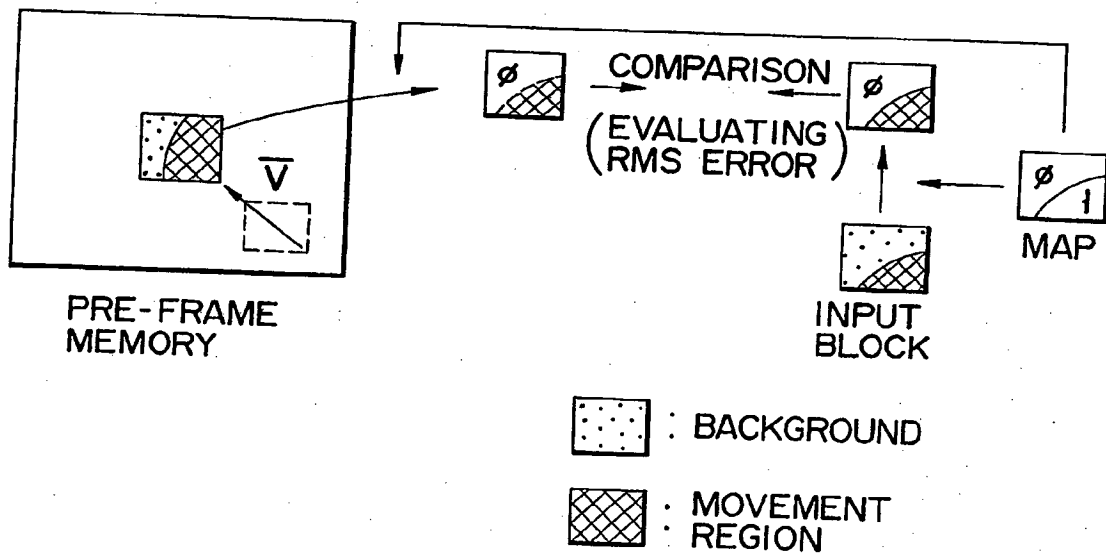 ø
COMPARISON
ø
(EVALUATING
RMS ERROR)
V̅
ø
1
MAP
PRE-FRAME
MEMORY
INPUT
BLOCK
: BACKGROUND
: MOVEMENT
REGION